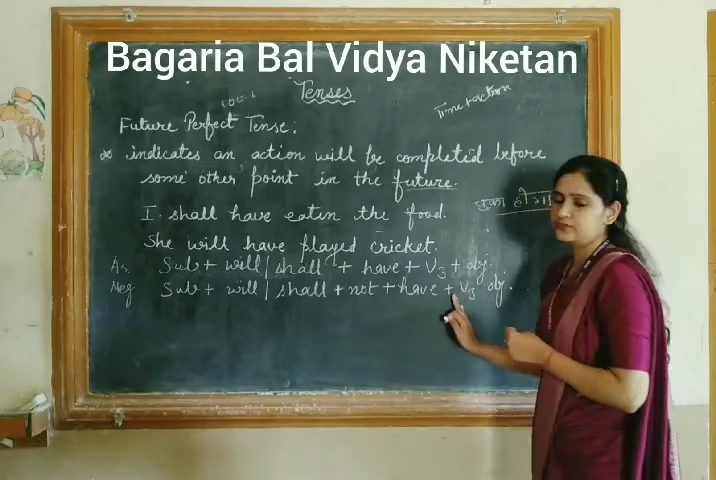 Bagaria Bal Vidya Niketan
Tenses
Time + action
Future Perfect Tense:
indicates an action will be completed before
some other point in the future.
चुका होगा
I shall have eaten the food.
She will have played cricket.
As. Sub + will / shall + have + V3 + obj.
Neg Sub + will / shall + not + have + V3 obj.